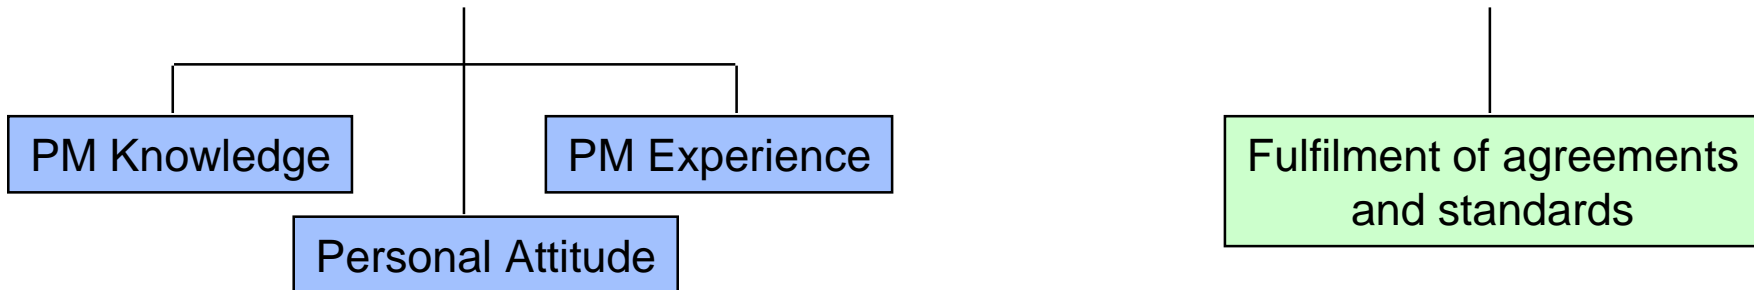 PM Knowledge
PM Experience
Personal Attitude
Fulfilment of agreements
and standards